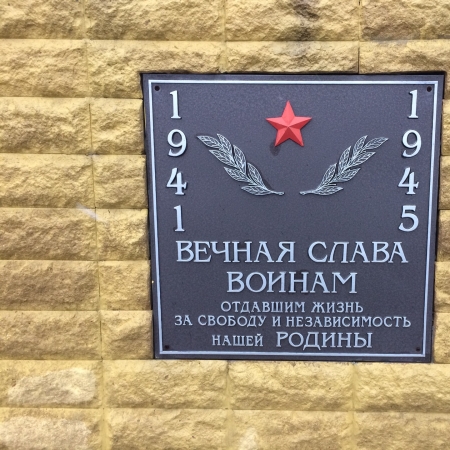 1941
1945
ВЕЧНАЯ СЛАВА
ВОИНАМ
ОТДАВШИМ ЖИЗНЬ
ЗА СВОБОДУ И НЕЗАВИСИМОСТЬ
НАШЕЙ РОДИНЫ